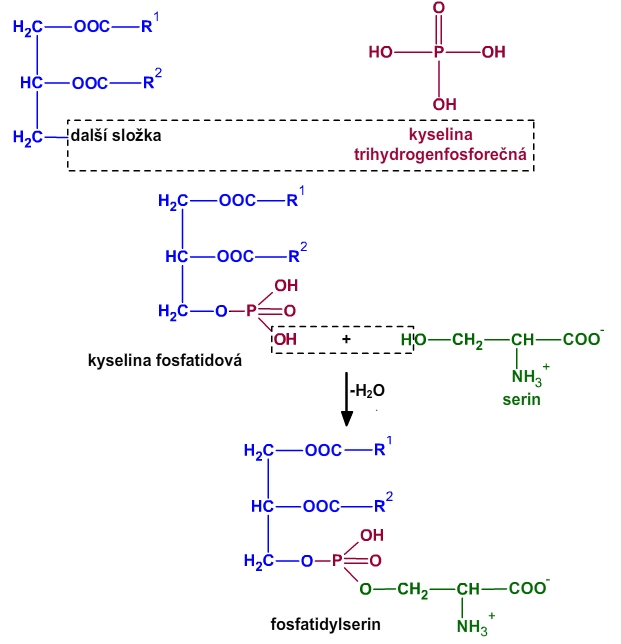 H₂C—OOC—R¹
HC—OOC—R²
H₂C—další složka
O
HO—P—OH
OH
kyselina
trihydrogenfosforečná
H₂C—OOC—R¹
HC—OOC—R²
OH
H₂C—O—P=O
OH + HO—CH₂—CH—COO⁻
NH₃⁺
kyselina fosfatidová
serin
-H₂O
H₂C—OOC—R¹
HC—OOC—R²
OH
H₂C—O—P=O
O—CH₂—CH—COO⁻
NH₃⁺
fosfatidylserin